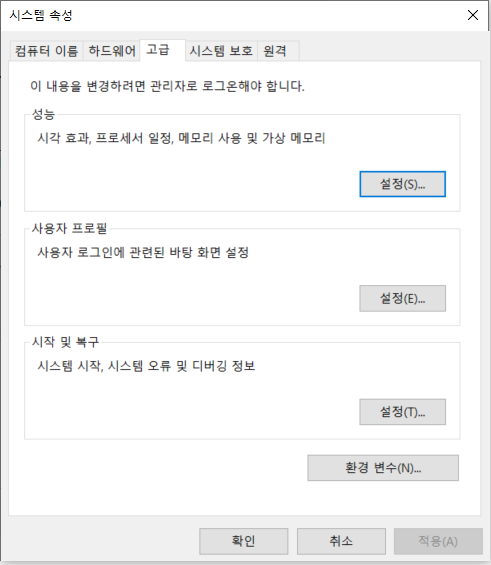 시스템 속성
컴퓨터 이름 하드웨어 고급 시스템 보호 원격
이 내용을 변경하려면 관리자로 로그온해야 합니다.
성능
시각 효과, 프로세서 일정, 메모리 사용 및 가상 메모리
설정(S)...
사용자 프로필
사용자 로그인에 관련된 바탕 화면 설정
설정(E)...
시작 및 복구
시스템 시작, 시스템 오류 및 디버깅 정보
설정(T)...
환경 변수(N)...
확인 취소 적용(A)